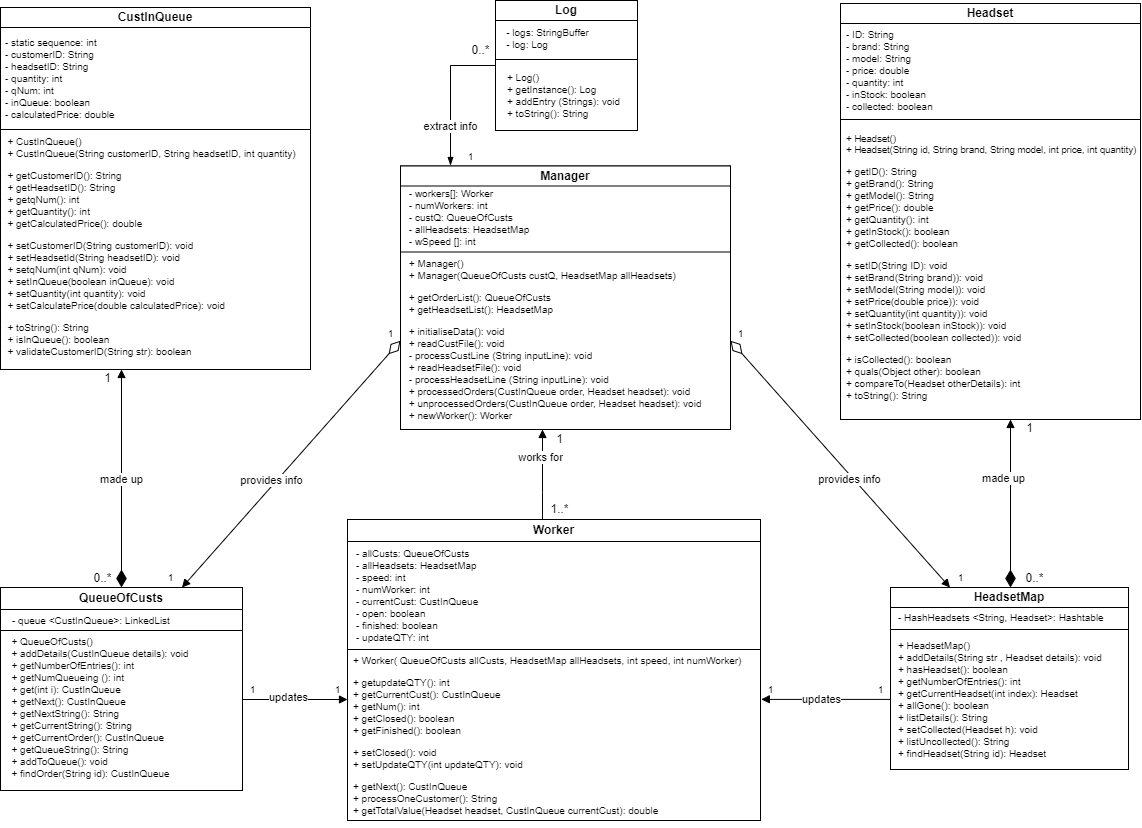 CustInQueue
- static sequence: int
- customerID: String
- headsetID: String
- quantity: int
- qNum: int
- inQueue: boolean
- calculatedPrice: double
+ CustInQueue()
+ CustInQueue(String customerID, String headsetID, int quantity)
+ getCustomerID(): String
+ getHeadsetID(): String
+ getqNum(): int
+ getQuantity(): int
+ getCalculatedPrice(): double
+ setCustomerID(String customerID): void
+ setHeadsetId(String headsetID): void
+ setqNum(int qNum): void
+ setInQueue(boolean inQueue): void
+ setQuantity(int quantity): void
+ setCalculatePrice(double calculatedPrice): void
+ toString(): String
+ isInQueue(): boolean
+ validateCustomerID(String str): boolean
Log
- logs: StringBuffer
- log: Log
+ Log()
+ getInstance(): Log
+ addEntry (Strings): void
+ toString(): String
0..*
extract info
1
Headset
- ID: String
- brand: String
- model: String
- price: double
- quantity: int
- inStock: boolean
- collected: boolean
+ Headset()
+ Headset(String id, String brand, String model, int price, int quantity)
+ getID(): String
+ getBrand(): String
+ getModel(): String
+ getPrice(): double
+ getQuantity(): int
+ getInStock(): boolean
+ getCollected(): boolean
+ setID(String ID): void
+ setBrand(String brand)): void
+ setModel(String model)): void
+ setPrice(double price)): void
+ setQuantity(int quantity)): void
+ setInStock(boolean inStock)): void
+ setCollected(boolean collected)): void
+ isCollected(): boolean
+ quals(Object other): boolean
+ compareTo(Headset otherDetails): int
+ toString(): String
Manager
- workers[]: Worker
- numWorkers: int
- custQ: QueueOfCusts
- allHeadsets: HeadsetMap
- wSpeed []: int
+ Manager()
+ Manager(QueueOfCusts custQ, HeadsetMap allHeadsets)
+ getOrderList(): QueueOfCusts
+ getHeadsetList(): HeadsetMap
+ initialiseData(): void
+ readCustFile(): void
- processCustLine (String inputLine): void
+ readHeadsetFile(): void
- processHeadsetLine (String inputLine): void
+ processedOrders(CustInQueue order, Headset headset): void
+ unprocessedOrders(CustInQueue order, Headset headset): void
+ newWorker(): Worker
1
1
1
made up
0..*
provides info
1
1
works for
1..*
provides info
1
1
made up
0..*
QueueOfCusts
- queue <CustInQueue>: LinkedList
+ QueueOfCusts()
+ addDetails(CustInQueue details): void
+ getNumberOfEntries(): int
+ getNumQueueing (): int
+ get(int i): CustInQueue
+ getNext(): CustInQueue
+ getNextString(): String
+ getCurrentString(): String
+ getCurrentOrder(): CustInQueue
+ getQueueString(): String
+ addToQueue(): void
+ findOrder(String id): CustInQueue
1
updates
1
Worker
- allCusts: QueueOfCusts
- allHeadsets: HeadsetMap
- speed: int
- numWorker: int
- currentCust: CustInQueue
- open: boolean
- finished: boolean
- updateQTY: int
+ Worker( QueueOfCusts allCusts, HeadsetMap allHeadsets, int speed, int numWorker)
+ getupdateQTY(): int
+ getCurrentCust(): CustInQueue
+ getNum(): int
+ getClosed(): boolean
+ getFinished(): boolean
+ setClosed(): void
+ setUpdateQTY(int updateQTY): void
+ getNext(): CustInQueue
+ processOneCustomer(): String
+ getTotalValue(Headset headset, CustInQueue currentCust): double
1
updates
1
HeadsetMap
- HashHeadsets <String, Headset>: Hashtable
+ HeadsetMap()
+ addDetails(String str , Headset details): void
+ hasHeadset(): boolean
+ getNumberOfEntries(): int
+ getCurrentHeadset(int index): Headset
+ allGone(): boolean
+ listDetails(): String
+ setCollected(Headset h): void
+ listUncollected(): String
+ findHeadset(String id): Headset